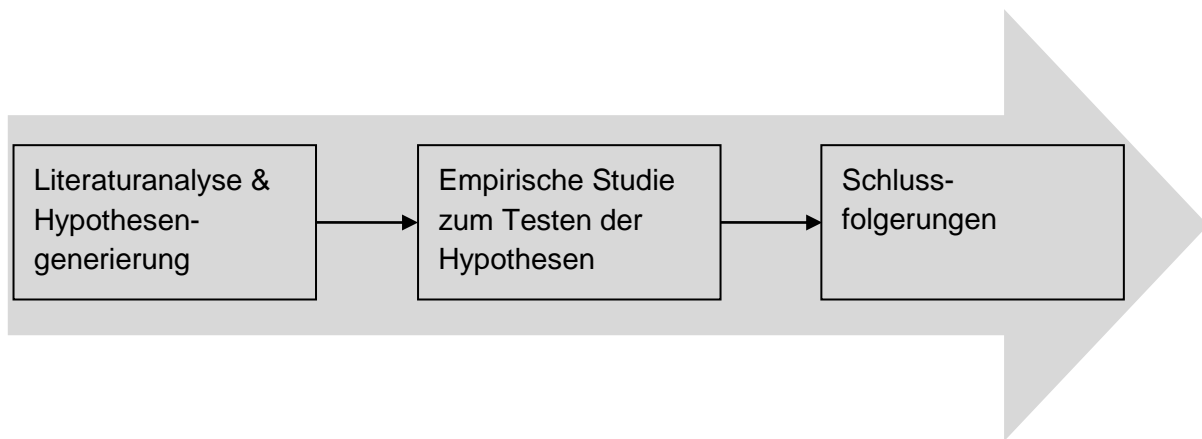 Literaturanalyse &
Hypothesen-
generierung
Empirische Studie
zum Testen der
Hypothesen
Schluss-
folgerungen